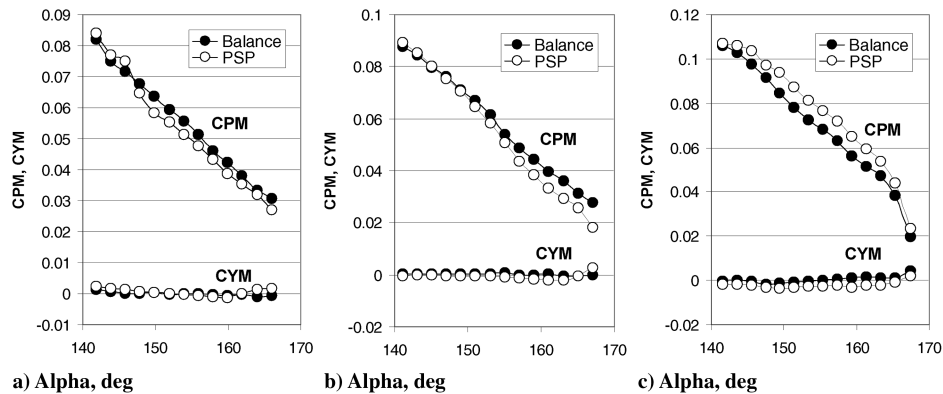 0.09
0.08
0.07
0.06
0.05
0.04
0.03
0.02
0.01
0
-0.01
CPM, CYM
Balance
PSP
CPM
CYM
140
150
160
170
a) Alpha, deg
0.1
0.08
0.06
0.04
0.02
0
-0.02
CPM, CYM
Balance
PSP
CPM
CYM
140
150
160
170
b) Alpha, deg
0.12
0.1
0.08
0.06
0.04
0.02
0
-0.02
CPM, CYM
Balance
PSP
CPM
CYM
140
150
160
170
c) Alpha, deg